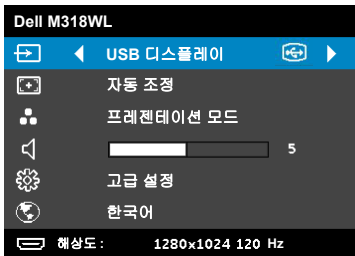 Dell M318WL
USB 디스플레이
자동 조정
프레젠테이션 모드
5
고급 설정
한국어
해상도: 1280x1024 120 Hz